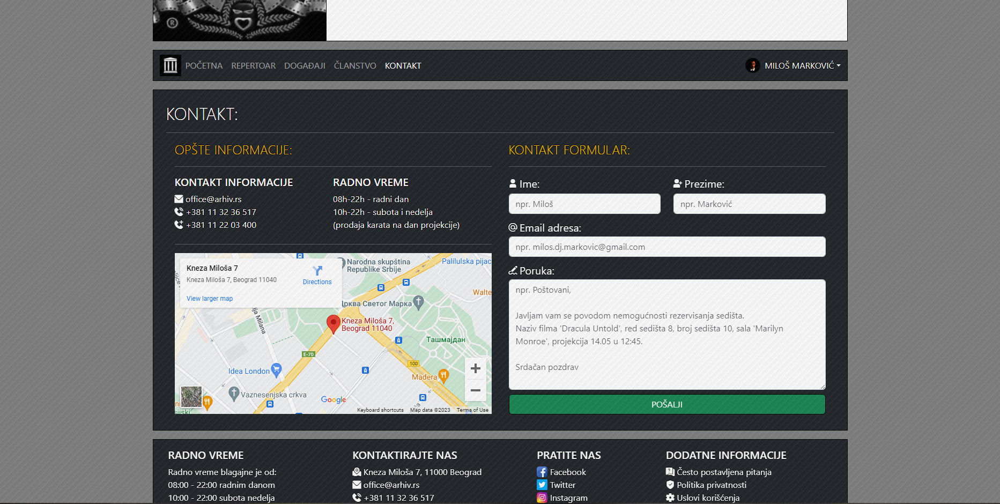 ®
POČETNA REPERTOAR DOGAĐAJI ČLANSTVO KONTAKT MILOŠ MARKOVIĆ
KONTAKT:
OPŠTE INFORMACIJE:
KONTAKT INFORMACIJE
office@arhiv.rs
+381 11 32 36 517
+381 11 22 03 400
RADNO VREME
08h-22h - radni dan
10h-22h - subota i nedelja
(prodaja karata na dan projekcije)
Kneza Miloša 7
Kneza Miloša 7, Beograd 11040
Directions
View larger map
Narodna skupština
Republike Srbije
Palilulska pijac
Walte
Црква Светог Марка
Kneza Miloša 7,
Beograd 11040
Milana
Ташмајдан
E-70
100
Idea London
Madera
Vaznesenjska crkva
Google
Keyboard shortcuts Map data ©2023 Terms of Use
KONTAKT FORMULAR:
Ime:
npr. Miloš
Prezime:
npr. Marković
Email adresa:
npr. milos.dj.markovic@gmail.com
Poruka:
npr. Poštovani,
Javljam vam se povodom nemogućnosti rezervisanja sedišta.
Naziv filma 'Dracula Untold', red sedišta 8, broj sedišta 10, sala 'Marilyn
Monroe', projekcija 14.05 u 12:45.
Srdačan pozdrav
POŠALJI
RADNO VREME
Radno vreme blagajne je od:
08:00 - 22:00 radnim danom
10:00 - 22:00 subota nedelja
KONTAKTIRAJTE NAS
Kneza Miloša 7, 11000 Beograd
office@arhiv.rs
+381 11 32 36 517
PRATITE NAS
Facebook
Twitter
Instagram
DODATNE INFORMACIJE
Često postavljena pitanja
Politika privatnosti
Uslovi korišćenja